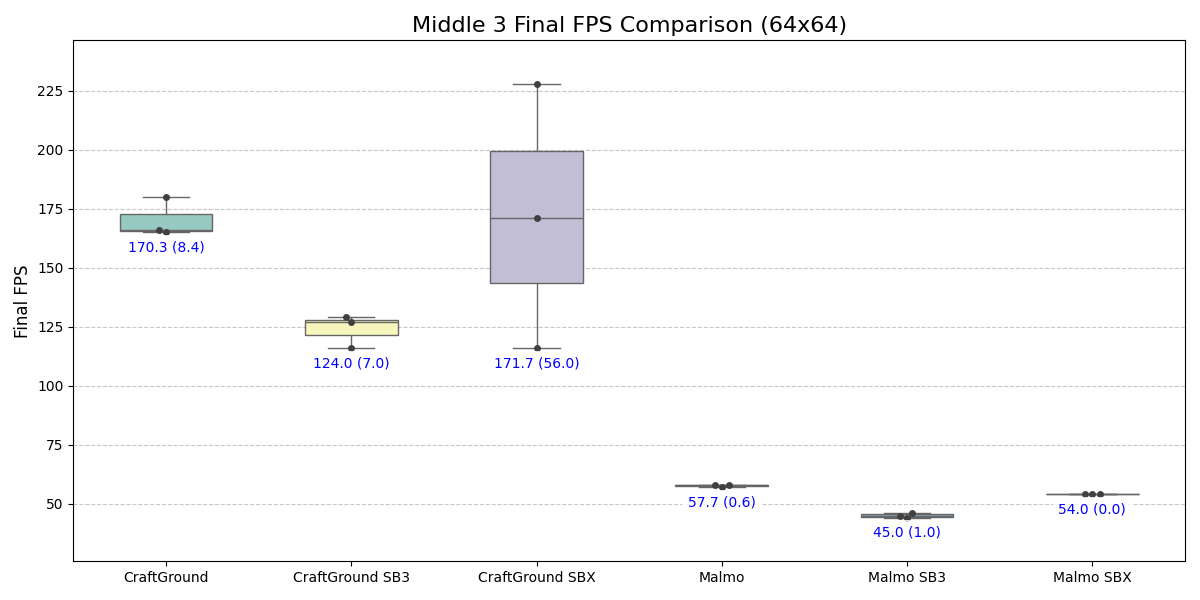 Middle 3 Final FPS Comparison (64x64)
Final FPS
225
200
175
150
125
100
75
50
170.3 (8.4)
124.0 (7.0)
171.7 (56.0)
57.7 (0.6)
45.0 (1.0)
54.0 (0.0)
CraftGround
CraftGround SB3
CraftGround SBX
Malmo
Malmo SB3
Malmo SBX